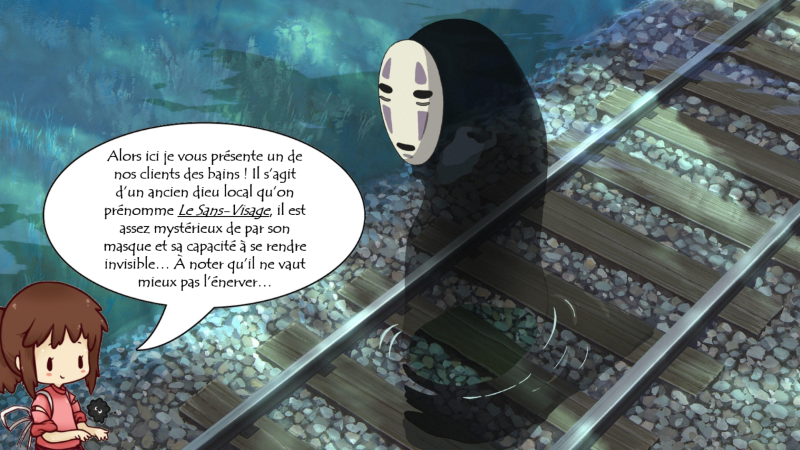 Alors ici je vous présente un de
nos clients des bains ! Il s'agit
d'un ancien dieu local qu'on
prénomme Le Sans-Visage, il est
assez mystérieux de par son
masque et sa capacité à se rendre
invisible… À noter qu'il ne vaut
mieux pas l'énerver…